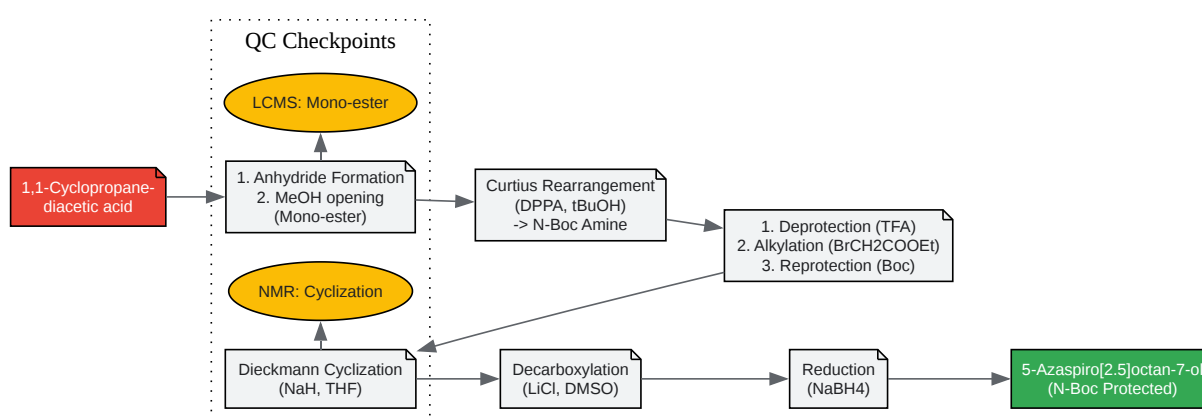 QC Checkpoints
LCMS: Mono-ester
1,1-Cyclopropane-
diacetic acid
1. Anhydride Formation
2. MeOH opening
(Mono-ester)
Curtius Rearrangement
(DPPA, tBuOH)
-> N-Boc Amine
1. Deprotection (TFA)
2. Alkylation (BrCH2COOEt)
3. Reprotection (Boc)
NMR: Cyclization
Dieckmann Cyclization
(NaH, THF)
Decarboxylation
(LiCl, DMSO)
Reduction
(NaBH4)
5-Azaspiro[2.5]octan-7-ol
(N-Boc Protected)